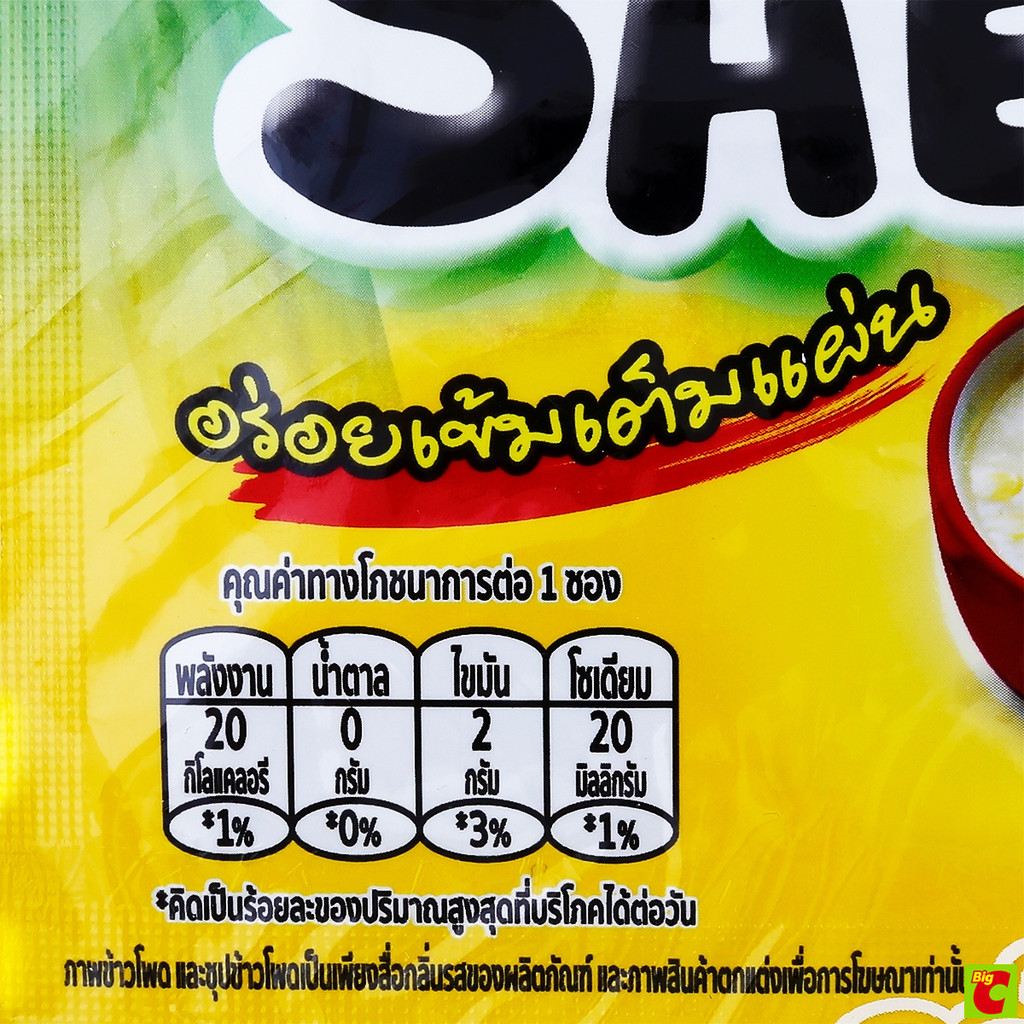 SHE
อร่อยเข้มเต็มแผ่น
คุณค่าทางโภชนาการต่อ 1 ซอง
พลังงาน น้ำตาล ไขมัน โซเดียม
20 0 2 20
กิโลแคลอรี กรัม กรัม มิลลิกรัม
*1% *0% *3% *1%
*คิดเป็นร้อยละของปริมาณสูงสุดที่บริโภคได้ต่อวัน
ภาพข้าวโพด และซุปข้าวโพดเป็นเพียงสื่อกลิ่นรสของผลิตภัณฑ์ และภาพสินค้าตกแต่งเพื่อการโฆษณาเท่านั้น
Big C